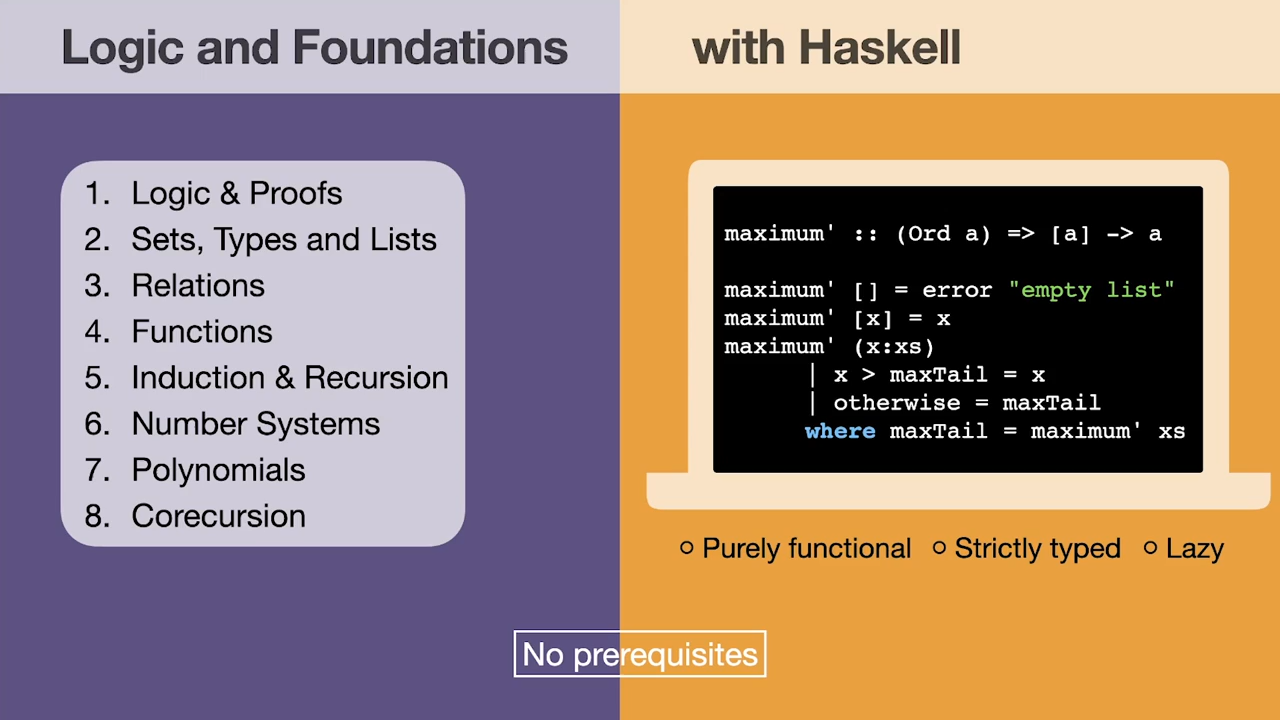 Logic and Foundations
with Haskell
1. Logic & Proofs
2. Sets, Types and Lists
3. Relations
4. Functions
5. Induction & Recursion
6. Number Systems
7. Polynomials
8. Corecursion
maximum' :: (Ord a) => [a] -> a
maximum' [] = error "empty list"
maximum' [x] = x
maximum' (x:xs)
| x > maxTail = x
| otherwise = maxTail
where maxTail = maximum' xs
Purely functional
Strictly typed
Lazy
No prerequisites